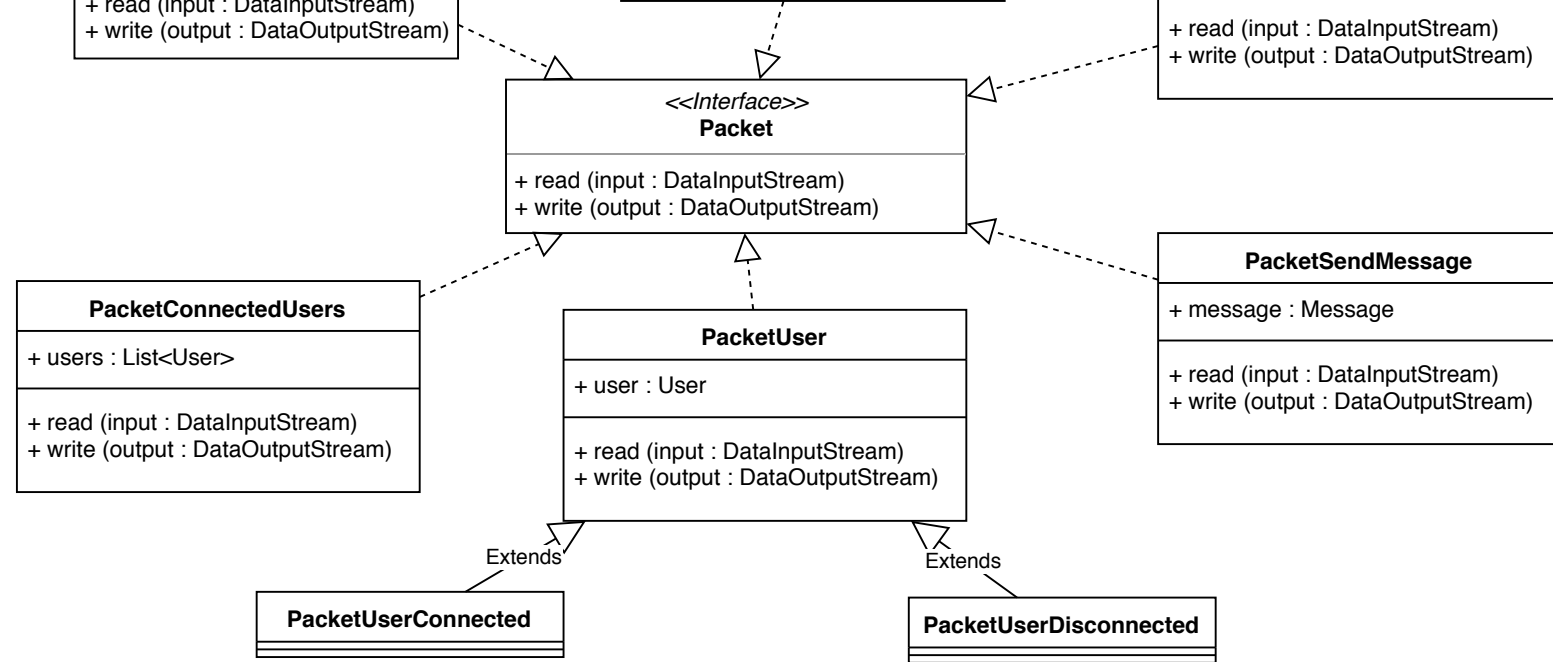 + read (input : DataInputStream)
+ write (output : DataOutputStream)
+ read (input : DataInputStream)
+ write (output : DataOutputStream)
<<Interface>>
Packet
+ read (input : DataInputStream)
+ write (output : DataOutputStream)
PacketConnectedUsers
+ users : List<User>
+ read (input : DataInputStream)
+ write (output : DataOutputStream)
PacketUser
+ user : User
+ read (input : DataInputStream)
+ write (output : DataOutputStream)
PacketSendMessage
+ message : Message
+ read (input : DataInputStream)
+ write (output : DataOutputStream)
Extends
Extends
PacketUserConnected
PacketUserDisconnected